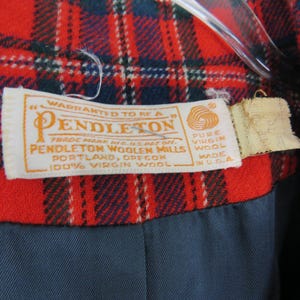 "WARRANTED TO BE A
PENDLETON"
TRADE MARK REG. U.S. PAT. OFF.
PENDLETON WOOLEN MILLS
PORTLAND, OREGON
100% VIRGIN WOOL
PURE
VIRGIN
WOOL
MADE
IN U.S.A.